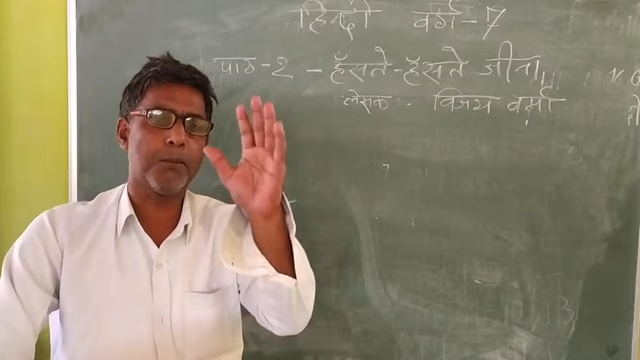 हिन्दी वर्ग-7
पाठ-2 - हँसते-हँसते जीना
लेखक - विजय वर्मा